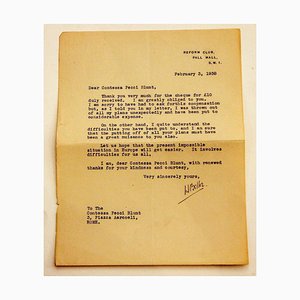 REFORM CLUB,
PALL MALL,
S.W.1.
February 3, 1939
Dear Contessa Pecci Blunt,
Thank you very much for the cheque for £10
duly received. I am greatly obliged to you.
I am sorry to have had to ask for this compensation
but, as I told you in my letter, I was thrown out
of all my plans unexpectedly and have been put to
considerable expense.
On the other hand, I quite understand the
difficulties you have been put to, and I am sure
that the putting off of all your plans must have
been a great nuisance to you also.
Let us hope that the present impossible
situation in Europe will get easier. It involves
difficulties for us all.
I am, dear Contessa Pecci Blunt, with renewed
thanks for your kindness and courtesy,
Very sincerely yours,
To The
Contessa Pecci Blunt
3, Piazza Aracoeli,
ROME.